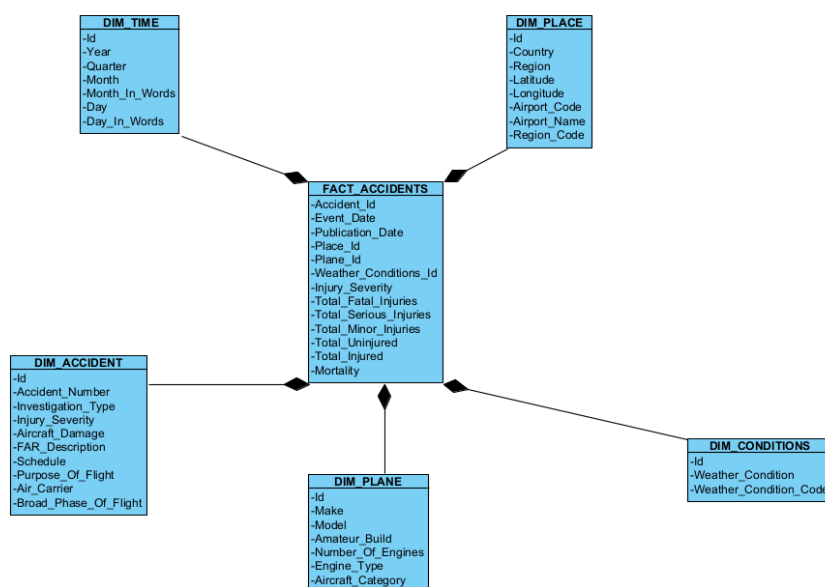 DIM_TIME
-Id
-Year
-Quarter
-Month
-Month_In_Words
-Day
-Day_In_Words
DIM_PLACE
-Id
-Country
-Region
-Latitude
-Longitude
-Airport_Code
-Airport_Name
-Region_Code
FACT_ACCIDENTS
-Accident_Id
-Event_Date
-Publication_Date
-Place_Id
-Plane_Id
-Weather_Conditions_Id
-Injury_Severity
-Total_Fatal_Injuries
-Total_Serious_Injuries
-Total_Minor_Injuries
-Total_Uninjured
-Total_Injured
-Mortality
DIM_ACCIDENT
-Id
-Accident_Number
-Investigation_Type
-Injury_Severity
-Aircraft_Damage
-FAR_Description
-Schedule
-Purpose_Of_Flight
-Air_Carrier
-Broad_Phase_Of_Flight
DIM_PLANE
-Id
-Make
-Model
-Amateur_Build
-Number_Of_Engines
-Engine_Type
-Aircraft_Category
DIM_CONDITIONS
-Id
-Weather_Condition
-Weather_Condition_Code